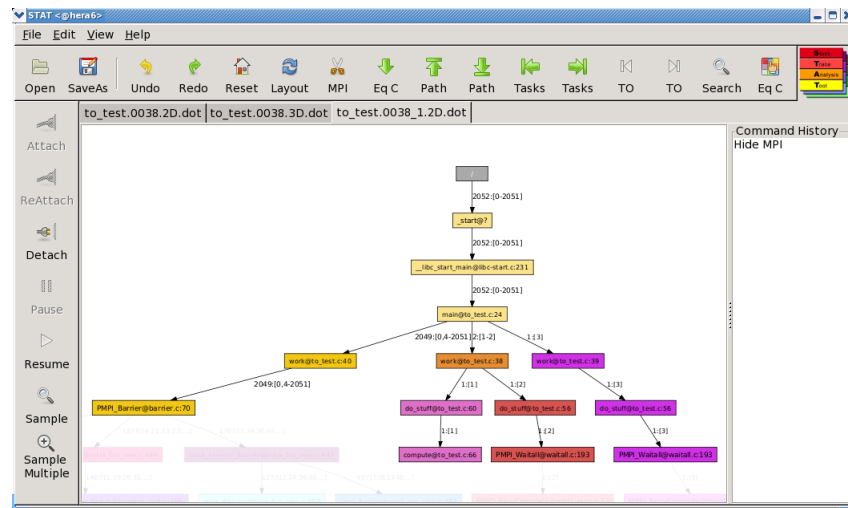 STAT <@hera6>
File Edit View Help
Open SaveAs Undo Redo Reset Layout MPI Eq C Path Path Tasks Tasks TO TO Search Eq C
Stack
Trace
Analysis
Tool
to_test.0038.2D.dot to_test.0038.3D.dot to_test.0038_1.2D.dot
Command History
Hide MPI
Attach
ReAttach
Detach
Pause
Resume
Sample
Sample
Multiple
/
2052:[0-2051]
_start@?
2052:[0-2051]
__libc_start_main@libc-start.c:231
2052:[0-2051]
main@to_test.c:24
2049:[0,4-2051] 2:[1-2] 1:[3]
work@to_test.c:40 work@to_test.c:38 work@to_test.c:39
2049:[0,4-2051] 1:[1] 1:[2] 1:[3]
PMPI_Barrier@barrier.c:70 do_stuff@to_test.c:60 do_stuff@to_test.c:56 do_stuff@to_test.c:56
1:[1] 1:[2] 1:[3]
compute@to_test.c:66 PMPI_Waitall@waitall.c:193 PMPI_Waitall@waitall.c:193